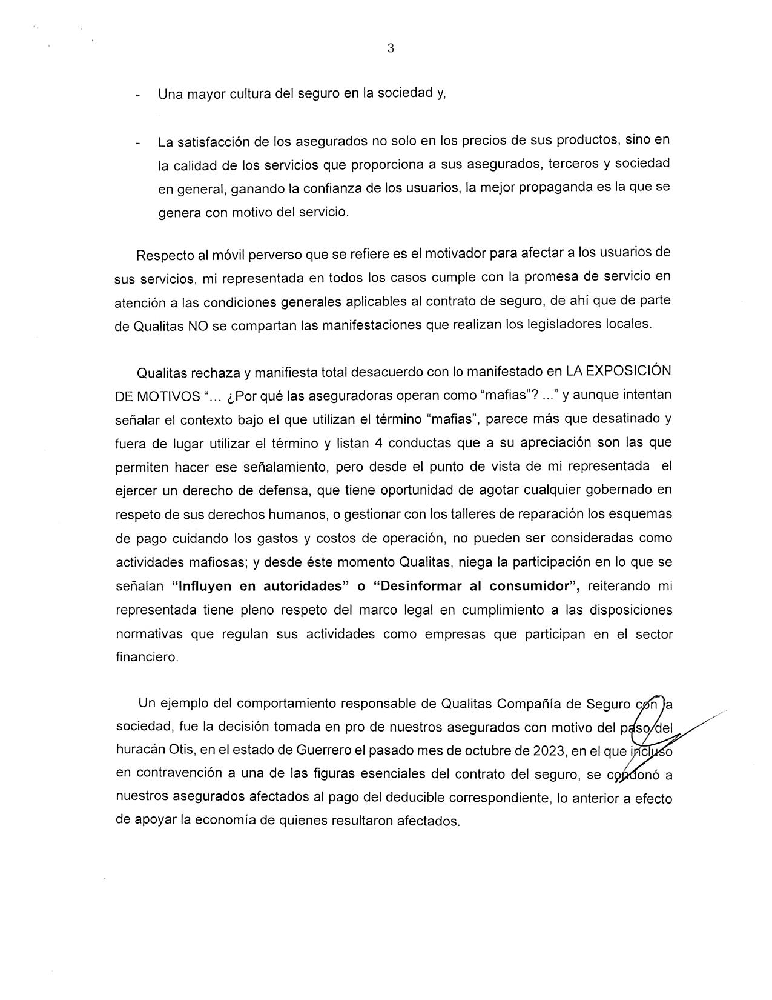 3
- Una mayor cultura del seguro en la sociedad y,
- La satisfacción de los asegurados no solo en los precios de sus productos, sino en
la calidad de los servicios que proporciona a sus asegurados, terceros y sociedad
en general, ganando la confianza de los usuarios, la mejor propaganda es la que se
genera con motivo del servicio.
Respecto al móvil perverso que se refiere es el motivador para afectar a los usuarios de
sus servicios, mi representada en todos los casos cumple con la promesa de servicio en
atención a las condiciones generales aplicables al contrato de seguro, de ahí que de parte
de Qualitas NO se compartan las manifestaciones que realizan los legisladores locales.
Qualitas rechaza y manifiesta total desacuerdo con lo manifestado en LA EXPOSICIÓN
DE MOTIVOS “... ¿Por qué las aseguradoras operan como “mafias”? ...” y aunque intentan
señalar el contexto bajo el que utilizan el término “mafias”, parece más que desatinado y
fuera de lugar utilizar el término y listan 4 conductas que a su apreciación son las que
permiten hacer ese señalamiento, pero desde el punto de vista de mi representada el
ejercer un derecho de defensa, que tiene oportunidad de agotar cualquier gobernado en
respeto de sus derechos humanos, o gestionar con los talleres de reparación los esquemas
de pago cuidando los gastos y costos de operación, no pueden ser consideradas como
actividades mafiosas; y desde éste momento Qualitas, niega la participación en lo que se
señalan “Influyen en autoridades” o “Desinformar al consumidor”, reiterando mi
representada tiene pleno respeto del marco legal en cumplimiento a las disposiciones
normativas que regulan sus actividades como empresas que participan en el sector
financiero.
Un ejemplo del comportamiento responsable de Qualitas Compañía de Seguro con la
sociedad, fue la decisión tomada en pro de nuestros asegurados con motivo del paso del
huracán Otis, en el estado de Guerrero el pasado mes de octubre de 2023, en el que incluso
en contravención a una de las figuras esenciales del contrato del seguro, se condonó a
nuestros asegurados afectados al pago del deducible correspondiente, lo anterior a efecto
de apoyar la economía de quienes resultaron afectados.